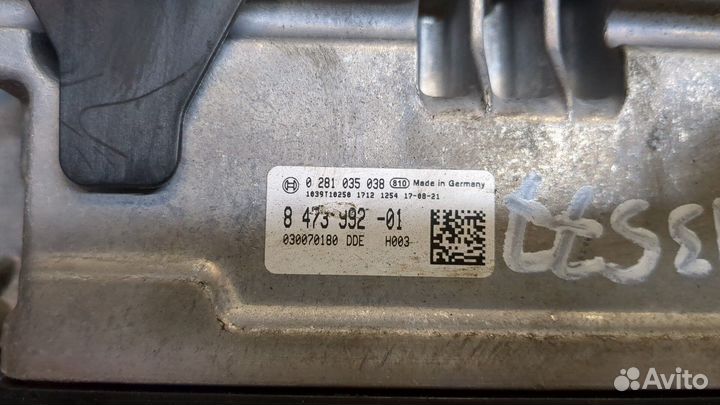 0 281 035 038 810 Made in Germany
1039T10250 1712 1254 17-08-21
8 473 992 -01
030070180 DDE H003
Avito